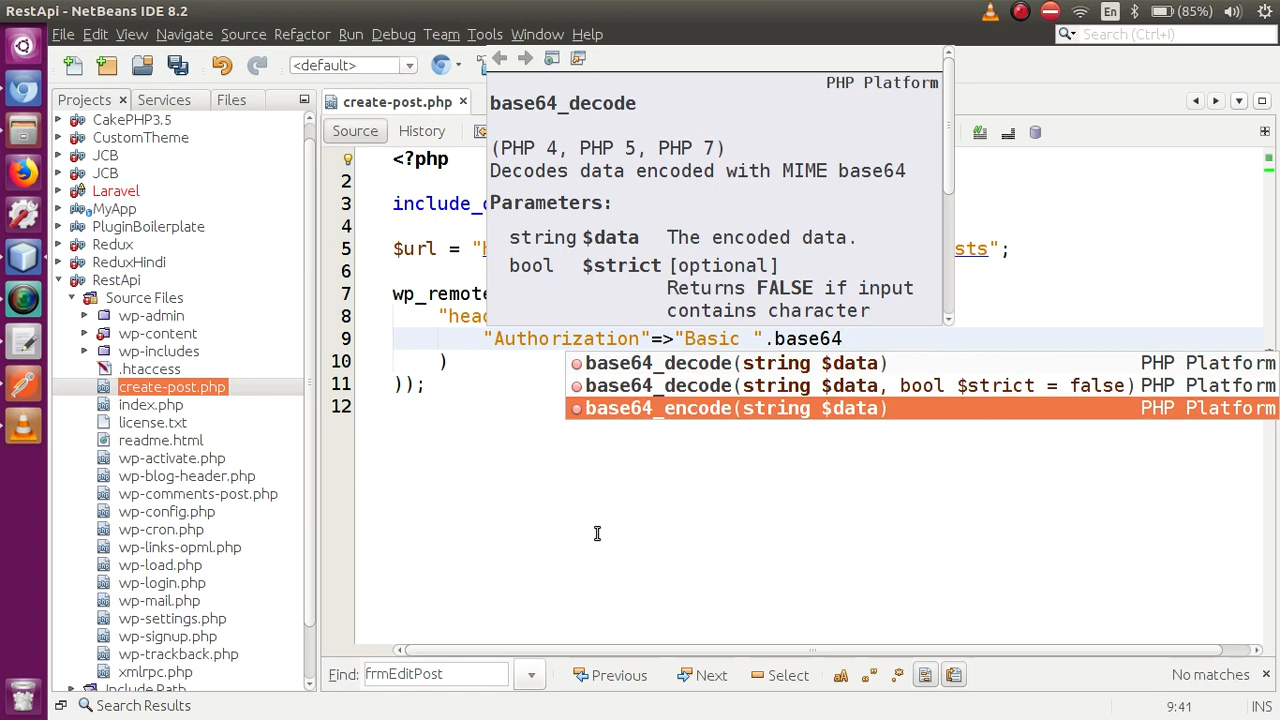 RestApi - NetBeans IDE 8.2
En
(85%)
File Edit View Navigate Source Refactor Run Debug Team Tools Window Help
Search (Ctrl+I)
<default>
Projects
Services
Files
CakePHP3.5
CustomTheme
JCB
JCB
Laravel
MyApp
PluginBoilerplate
Redux
ReduxHindi
RestApi
Source Files
wp-admin
wp-content
wp-includes
.htaccess
create-post.php
index.php
license.txt
readme.html
wp-activate.php
wp-blog-header.php
wp-comments-post.php
wp-config.php
wp-cron.php
wp-links-opml.php
wp-load.php
wp-login.php
wp-mail.php
wp-settings.php
wp-signup.php
wp-trackback.php
xmlrpc.php
Include Path
Search Results
create-post.php
Source History
<?php
2
3 include_
4
5 $url = " sts";
6
7 wp_remote
8 "head
"Authorization"=>"Basic ".base64
10 )
11 ));
12
PHP Platform
base64_decode
(PHP 4, PHP 5, PHP 7)
Decodes data encoded with MIME base64
Parameters:
string $data The encoded data.
bool $strict [optional]
Returns FALSE if input
contains character
base64_decode(string $data) PHP Platform
base64_decode(string $data, bool $strict = false) PHP Platform
base64_encode(string $data) PHP Platform
Find: frmEditPost Previous Next Select No matches
9:41 INS